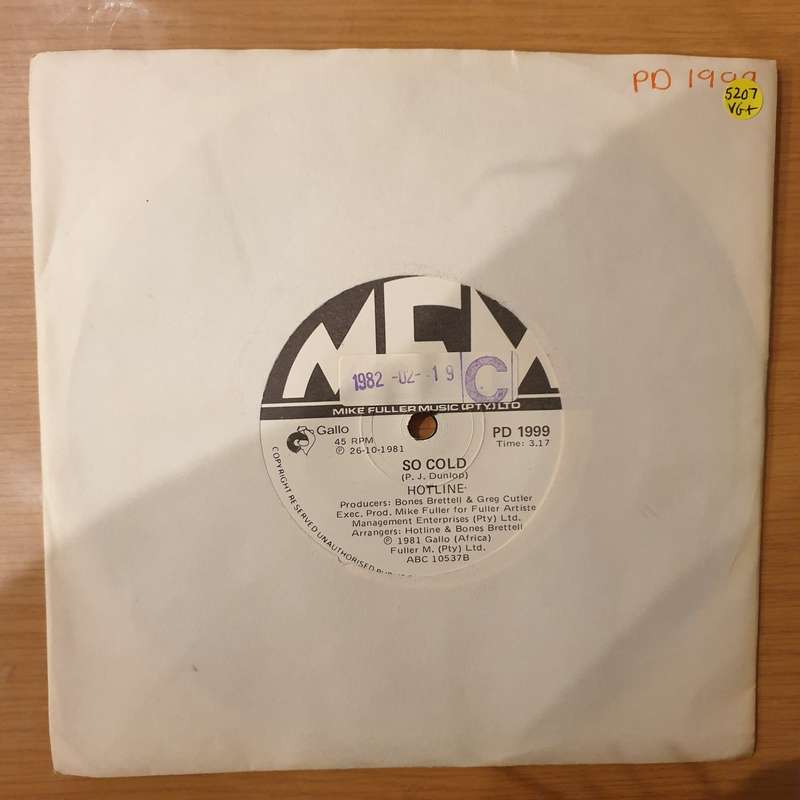 PD 1999
5207
VG+
MFM
1982 -02- -19 C
MIKE FULLER MUSIC (PTY) LTD
Gallo
45 RPM
℗ 26-10-1981
PD 1999
Time: 3.17
SO COLD
(P. J. Dunlop)
HOTLINE
Producers: Bones Brettell & Greg Cutler
Exec. Prod. Mike Fuller for Fuller Artiste
Management Enterprises (Pty) Ltd.
Arrangers: Hotline & Bones Brettell
℗ 1981 Gallo (Africa)
Fuller M. (Pty) Ltd.
ABC 10537B
COPYRIGHT RESERVED UNAUTHORISED